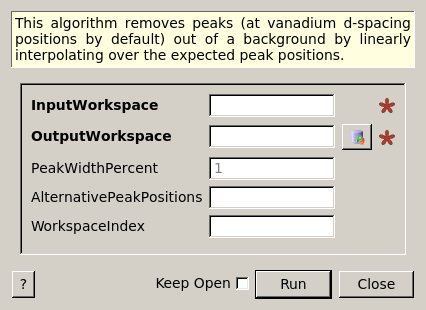 This algorithm removes peaks (at vanadium d-spacing
positions by default) out of a background by linearly
interpolating over the expected peak positions.
InputWorkspace
OutputWorkspace
PeakWidthPercent 1
AlternativePeakPositions
WorkspaceIndex
? Keep Open Run Close